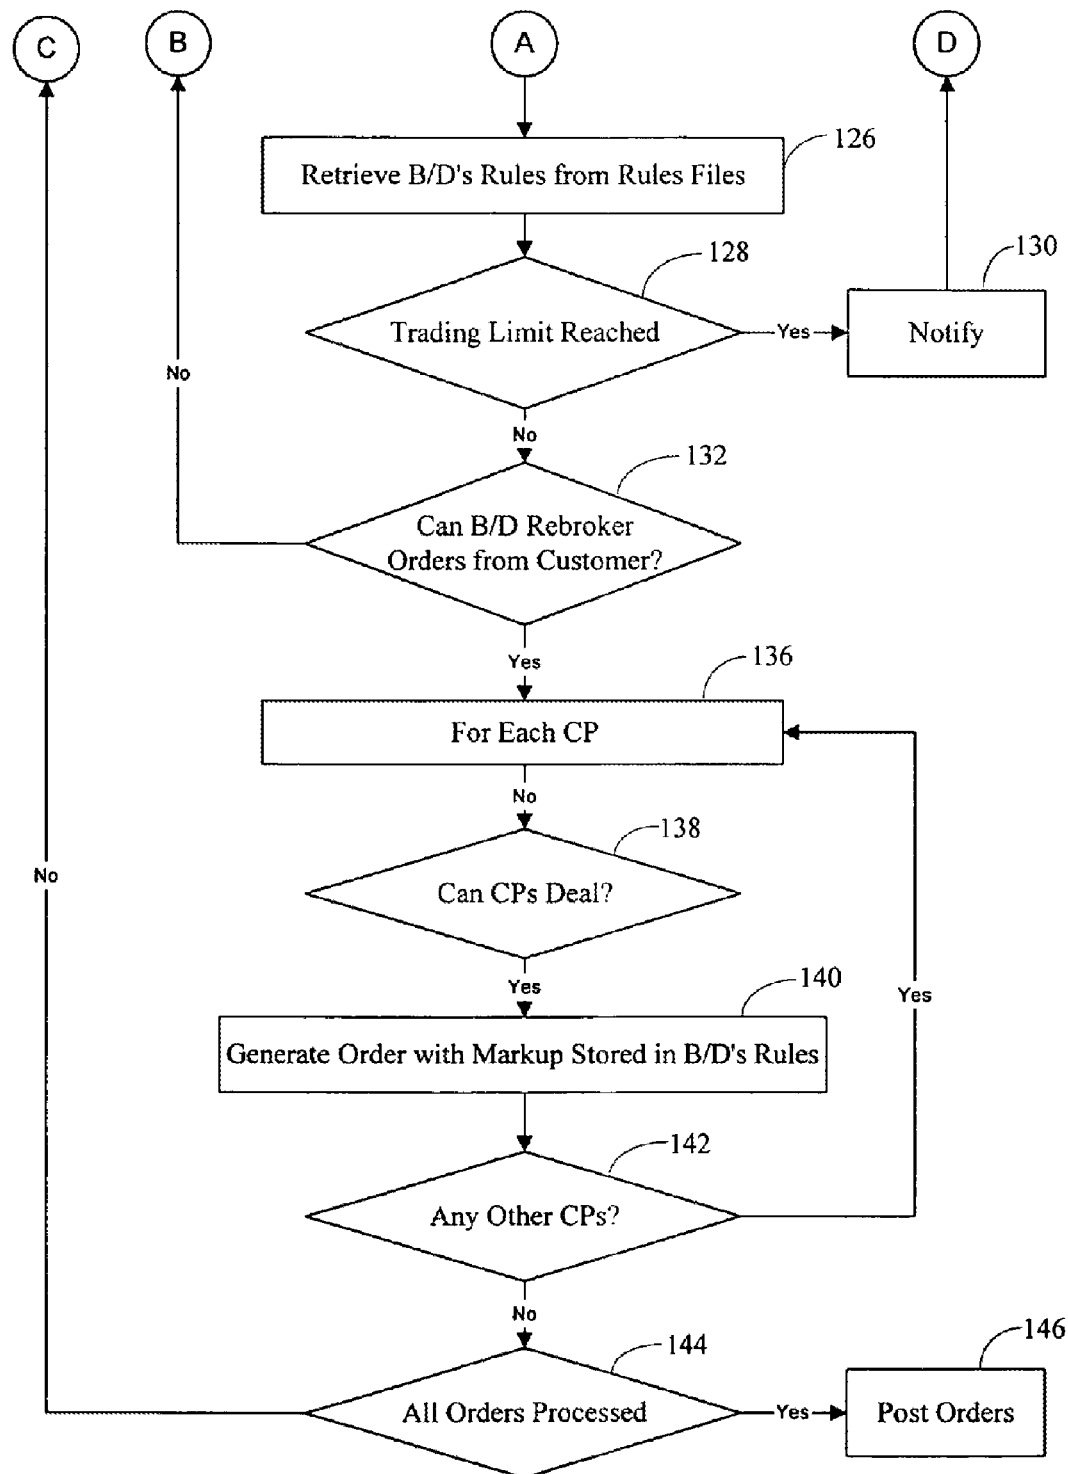 C
B
A
D
126
Retrieve B/D's Rules from Rules Files
128
130
Trading Limit Reached
Yes
Notify
No
No
132
Can B/D Rebroker
Orders from Customer?
Yes
136
For Each CP
No
138
No
Can CPs Deal?
Yes
140
Yes
Generate Order with Markup Stored in B/D's Rules
142
Any Other CPs?
No
144
146
All Orders Processed
Yes
Post Orders